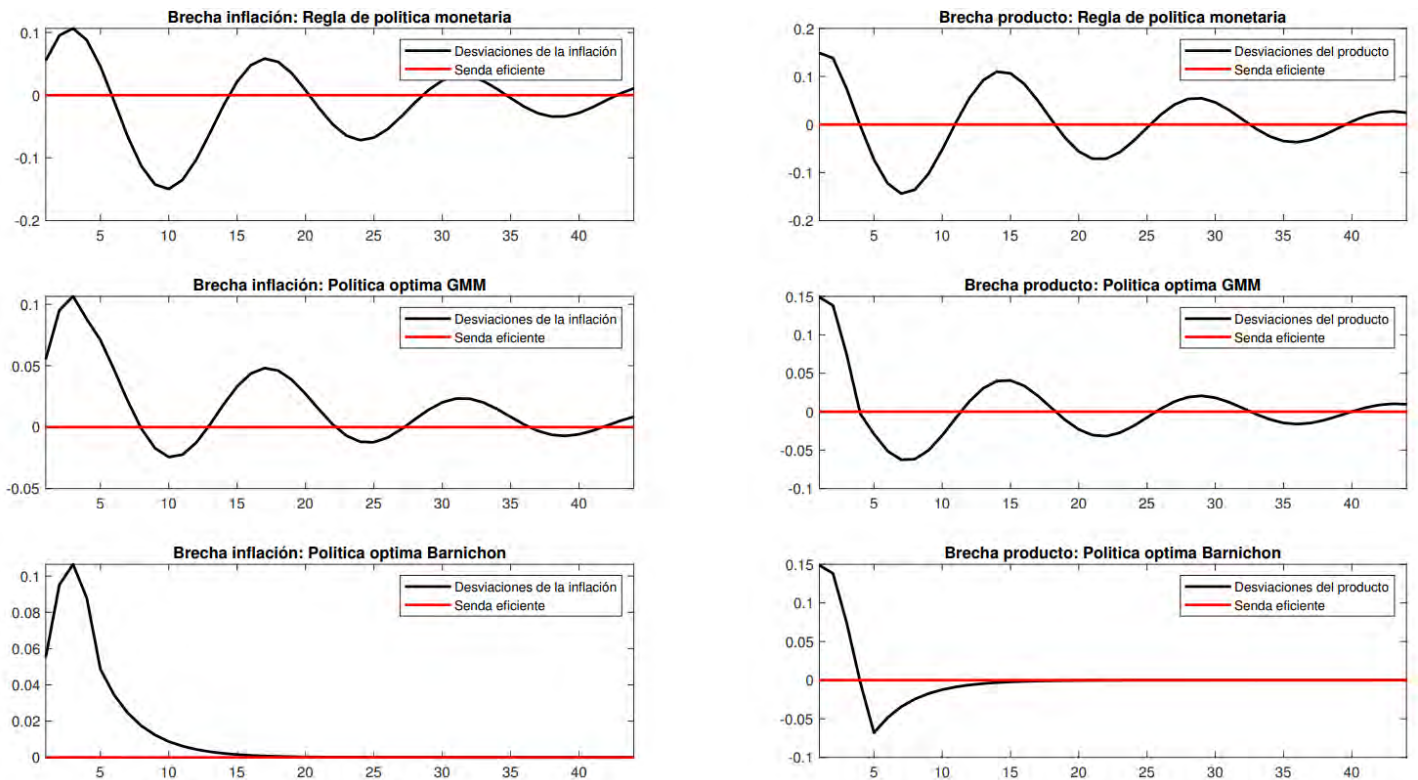 Brecha inflación: Regla de politica monetaria
0.1
0
-0.1
-0.2
Desviaciones de la inflación
Senda eficiente
5 10 15 20 25 30 35 40
Brecha producto: Regla de politica monetaria
0.2
0.1
0
-0.1
-0.2
Desviaciones del producto
Senda eficiente
5 10 15 20 25 30 35 40
Brecha inflación: Politica optima GMM
0.1
0.05
0
-0.05
Desviaciones de la inflación
Senda eficiente
5 10 15 20 25 30 35 40
Brecha producto: Politica optima GMM
0.15
0.1
0.05
0
-0.05
-0.1
Desviaciones del producto
Senda eficiente
5 10 15 20 25 30 35 40
Brecha inflación: Politica optima Barnichon
0.1
0.08
0.06
0.04
0.02
0
Desviaciones de la inflación
Senda eficiente
5 10 15 20 25 30 35 40
Brecha producto: Politica optima Barnichon
0.15
0.1
0.05
0
-0.05
-0.1
Desviaciones del producto
Senda eficiente
5 10 15 20 25 30 35 40